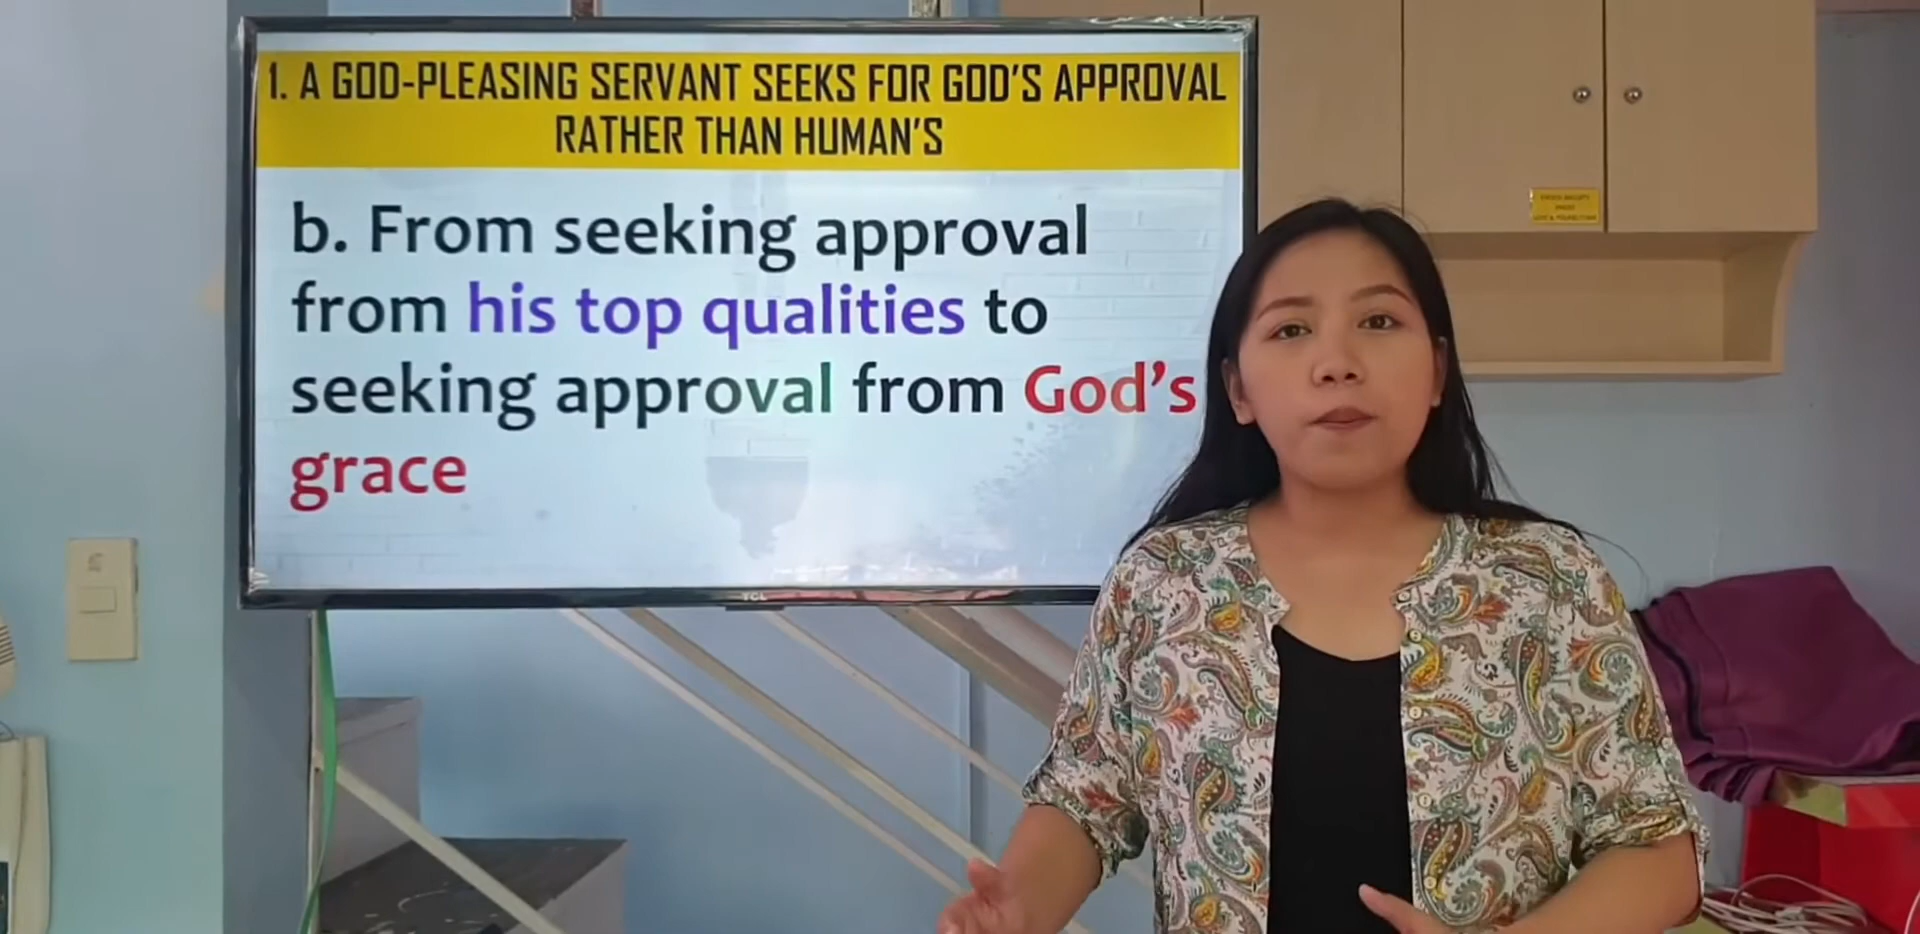 1. A GOD-PLEASING SERVANT SEEKS FOR GOD'S APPROVAL
RATHER THAN HUMAN'S
b. From seeking approval
from his top qualities to
seeking approval from God's
grace
TCL